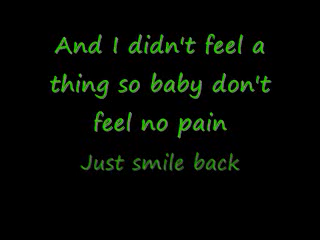 And I didn't feel a
thing so baby don't
feel no pain
Just smile back